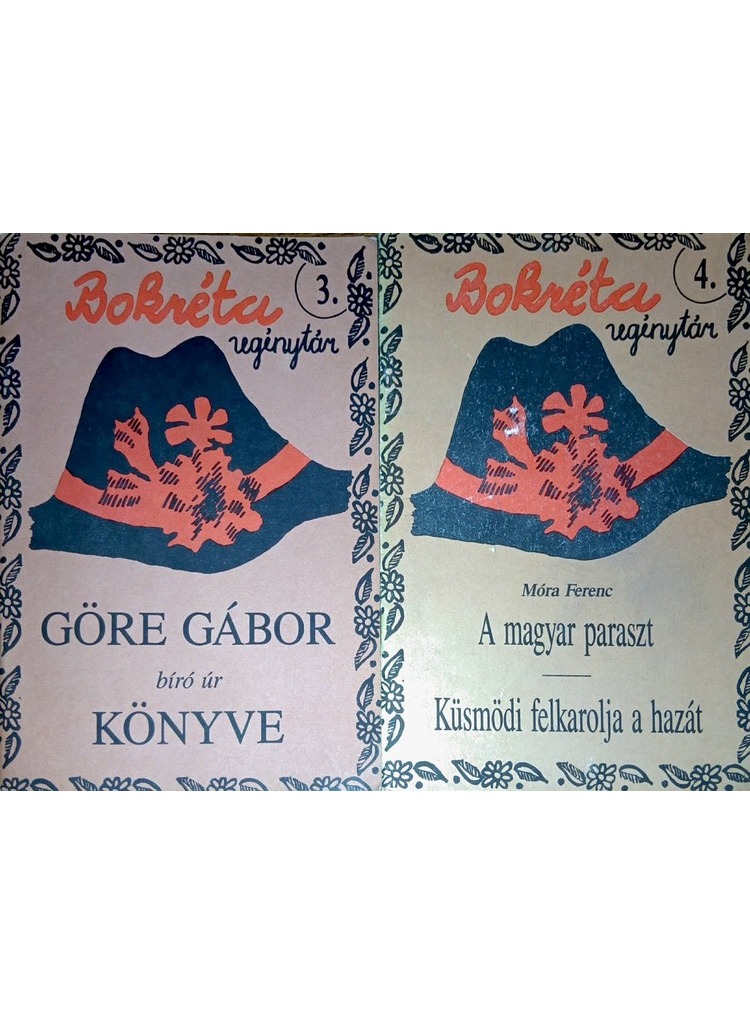 Bokréta
3.
regénytár
GÖRE GÁBOR
bíró úr
KÖNYVE
Bokréta
4.
regénytár
Móra Ferenc
A magyar paraszt
Küsmödi felkarolja a hazát